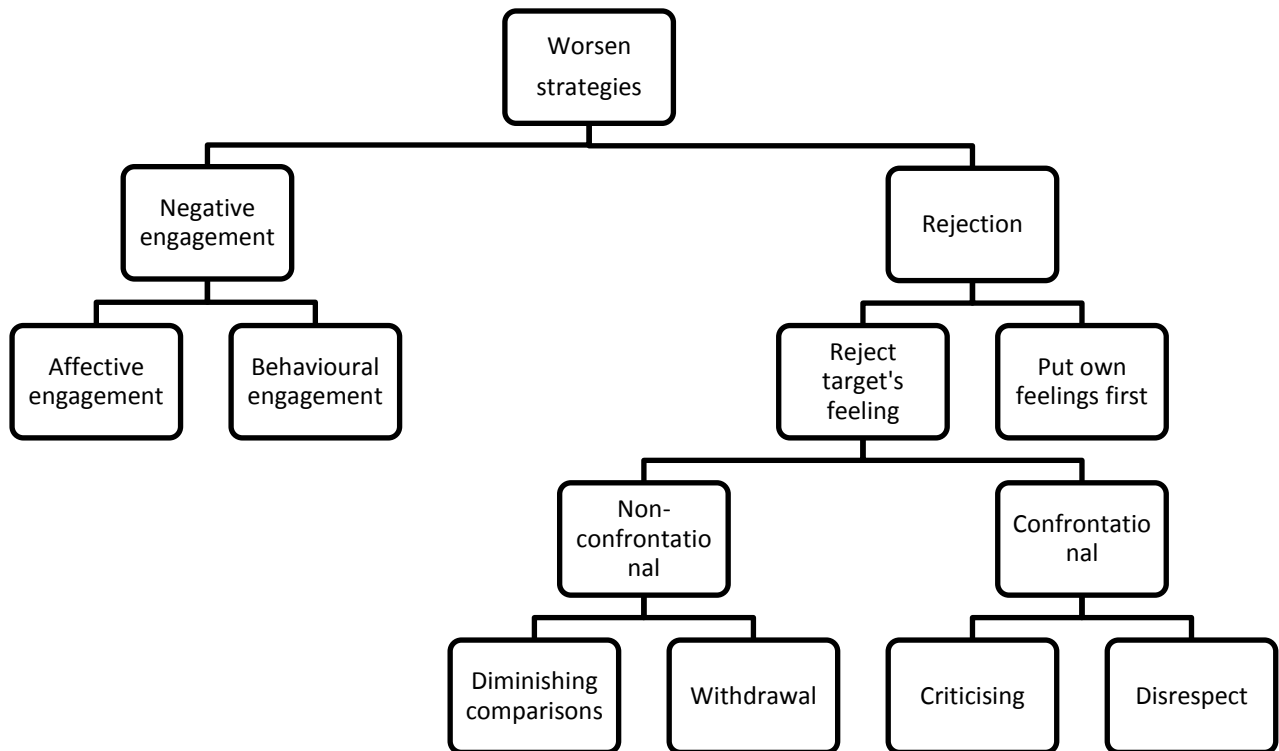 Worsen
strategies
Negative
engagement
Rejection
Affective
engagement
Behavioural
engagement
Reject
target's
feeling
Put own
feelings first
Non-
confrontatio
nal
Confrontatio
nal
Diminishing
comparisons
Withdrawal
Criticising
Disrespect